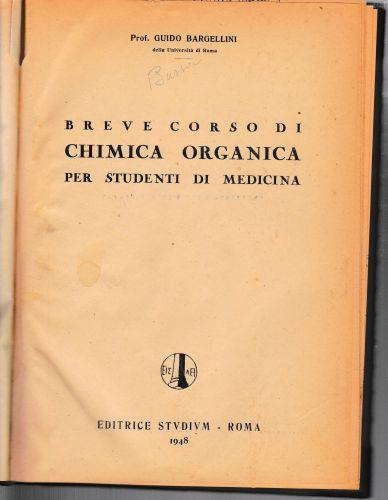 Prof. GUIDO BARGELLINI
della Università di Roma
BREVE CORSO DI
CHIMICA ORGANICA
PER STUDENTI DI MEDICINA
EDITRICE STVDIVM - ROMA
1948